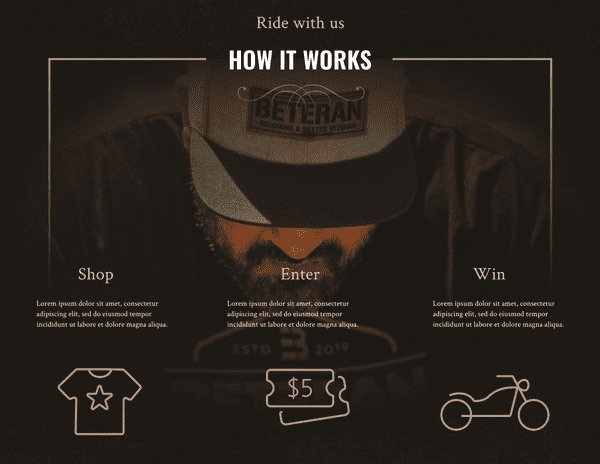 Ride with us
HOW IT WORKS
BETERAN
BECOMING A BETTER VETERAN
Shop
Enter
Win
Lorem ipsum dolor sit amet, consectetur
adipiscing elit, sed do eiusmod tempor
incididunt ut labore et dolore magna aliqua.
Lorem ipsum dolor sit amet, consectetur
adipiscing elit, sed do eiusmod tempor
incididunt ut labore et dolore magna aliqua.
Lorem ipsum dolor sit amet, consectetur
adipiscing elit, sed do eiusmod tempor
incididunt ut labore et dolore magna aliqua.
ESTD 2019
$5